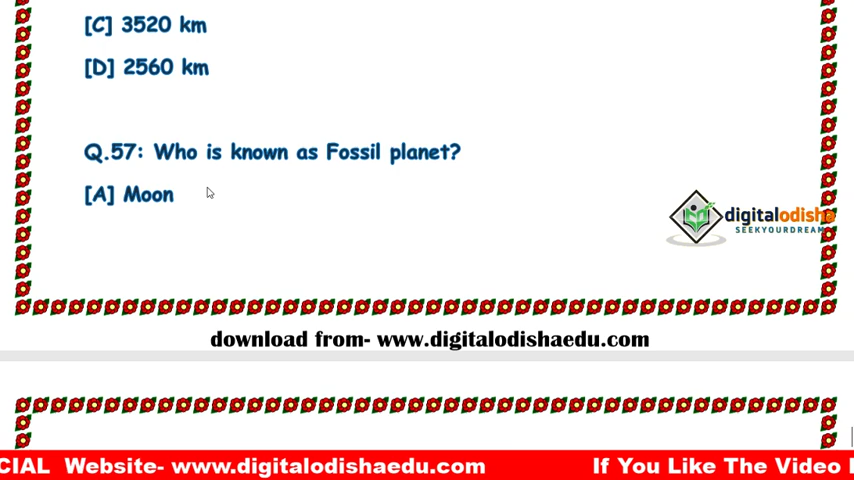 [C] 3520 km
[D] 2560 km
Q.57: Who is known as Fossil planet?
[A] Moon
digitalodisha
SEEKYOURDREAM
download from- www.digitalodishaedu.com
CIAL Website- www.digitalodishaedu.com If You Like The Video